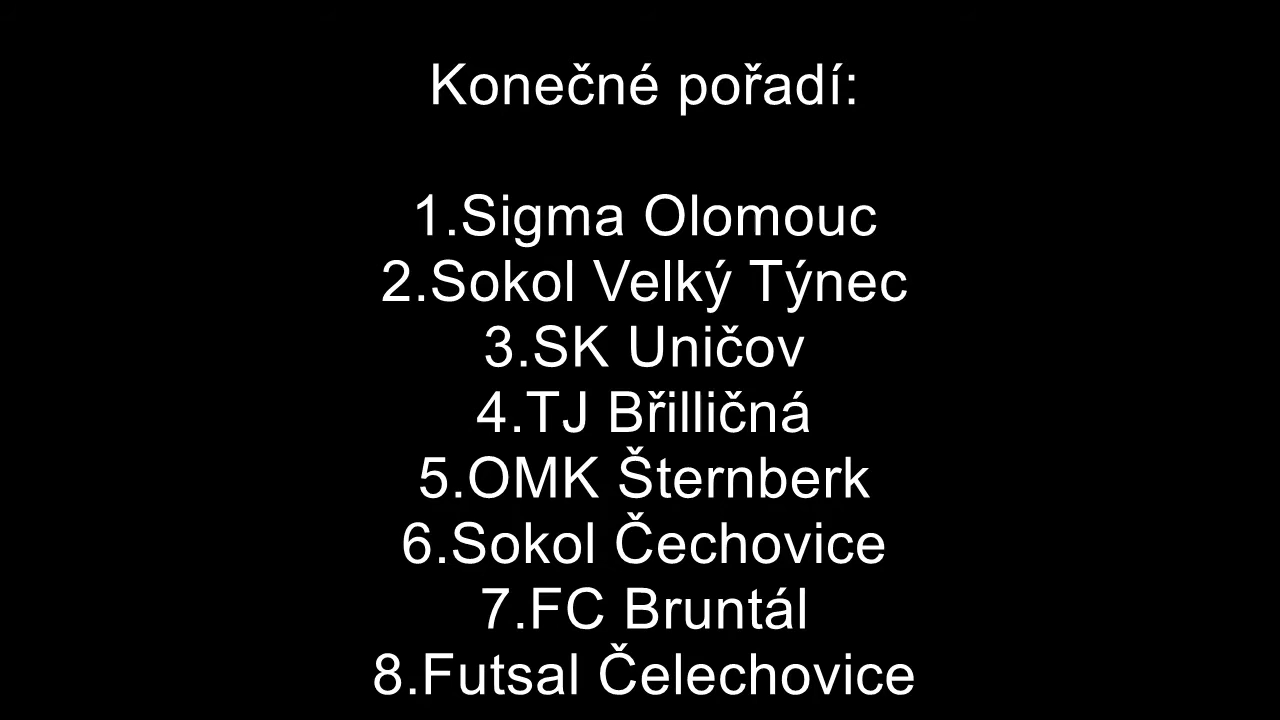 Konečné pořadí:
1.Sigma Olomouc
2.Sokol Velký Týnec
3.SK Uničov
4.TJ Břilličná
5.OMK Šternberk
6.Sokol Čechovice
7.FC Bruntál
8.Futsal Čelechovice